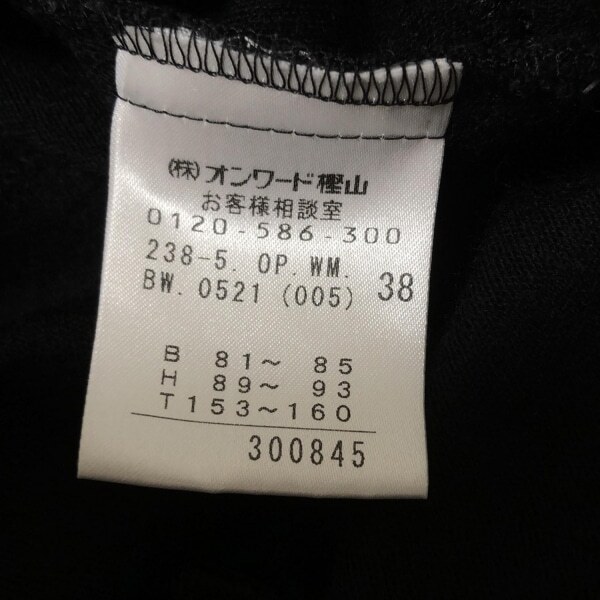 (株)オンワード樫山
お客様相談室
0120-586-300
238-5. OP. WM. 38
BW. 0521 (005)
B 81〜 85
H 89〜 93
T 153〜160
300845